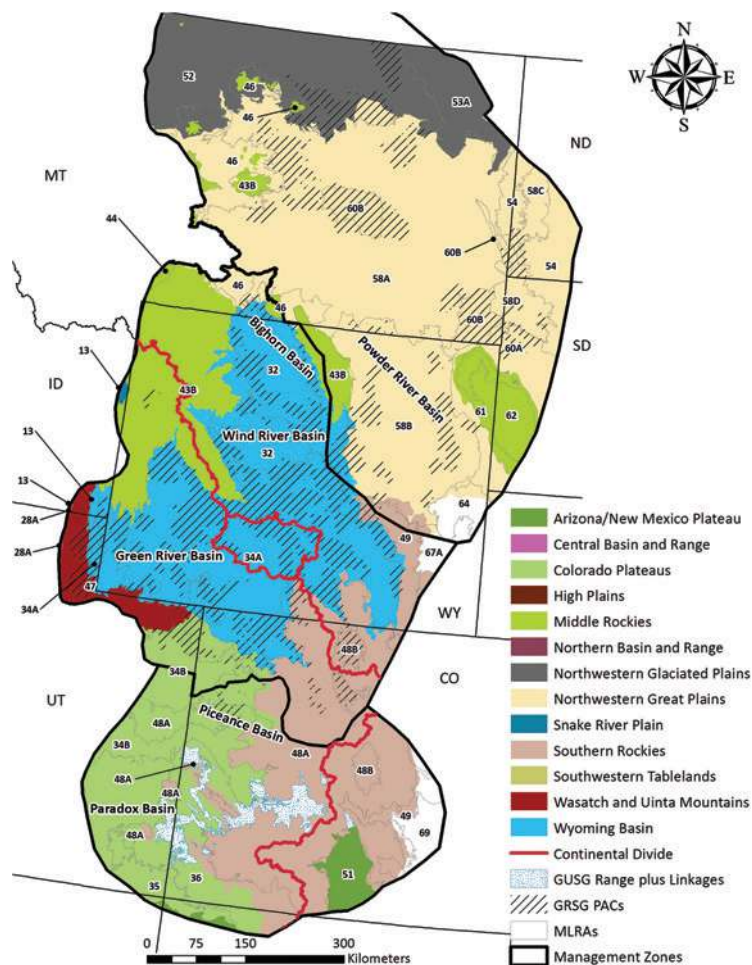 N
W E
S
52
46
53A
46
ND
MT
46
43B
58C
54
60B
60B
44
54
58A
46
46
58D
60B
Bighorn Basin
Powder River Basin
SD
60A
13
ID
32
43B
43B
61
62
Wind River Basin
58B
32
13
13
64
28A
49
28A
Green River Basin
34A
67A
34A
47
WY
48B
CO
34B
UT
Piceance Basin
48A
48A
34B
48B
48A
48A
Paradox Basin
49
69
48A
51
35
36
Arizona/New Mexico Plateau
Central Basin and Range
Colorado Plateaus
High Plains
Middle Rockies
Northern Basin and Range
Northwestern Glaciated Plains
Northwestern Great Plains
Snake River Plain
Southern Rockies
Southwestern Tablelands
Wasatch and Uinta Mountains
Wyoming Basin
Continental Divide
GUSG Range plus Linkages
GRSG PACs
MLRAs
Management Zones
0 75 150 300
Kilometers